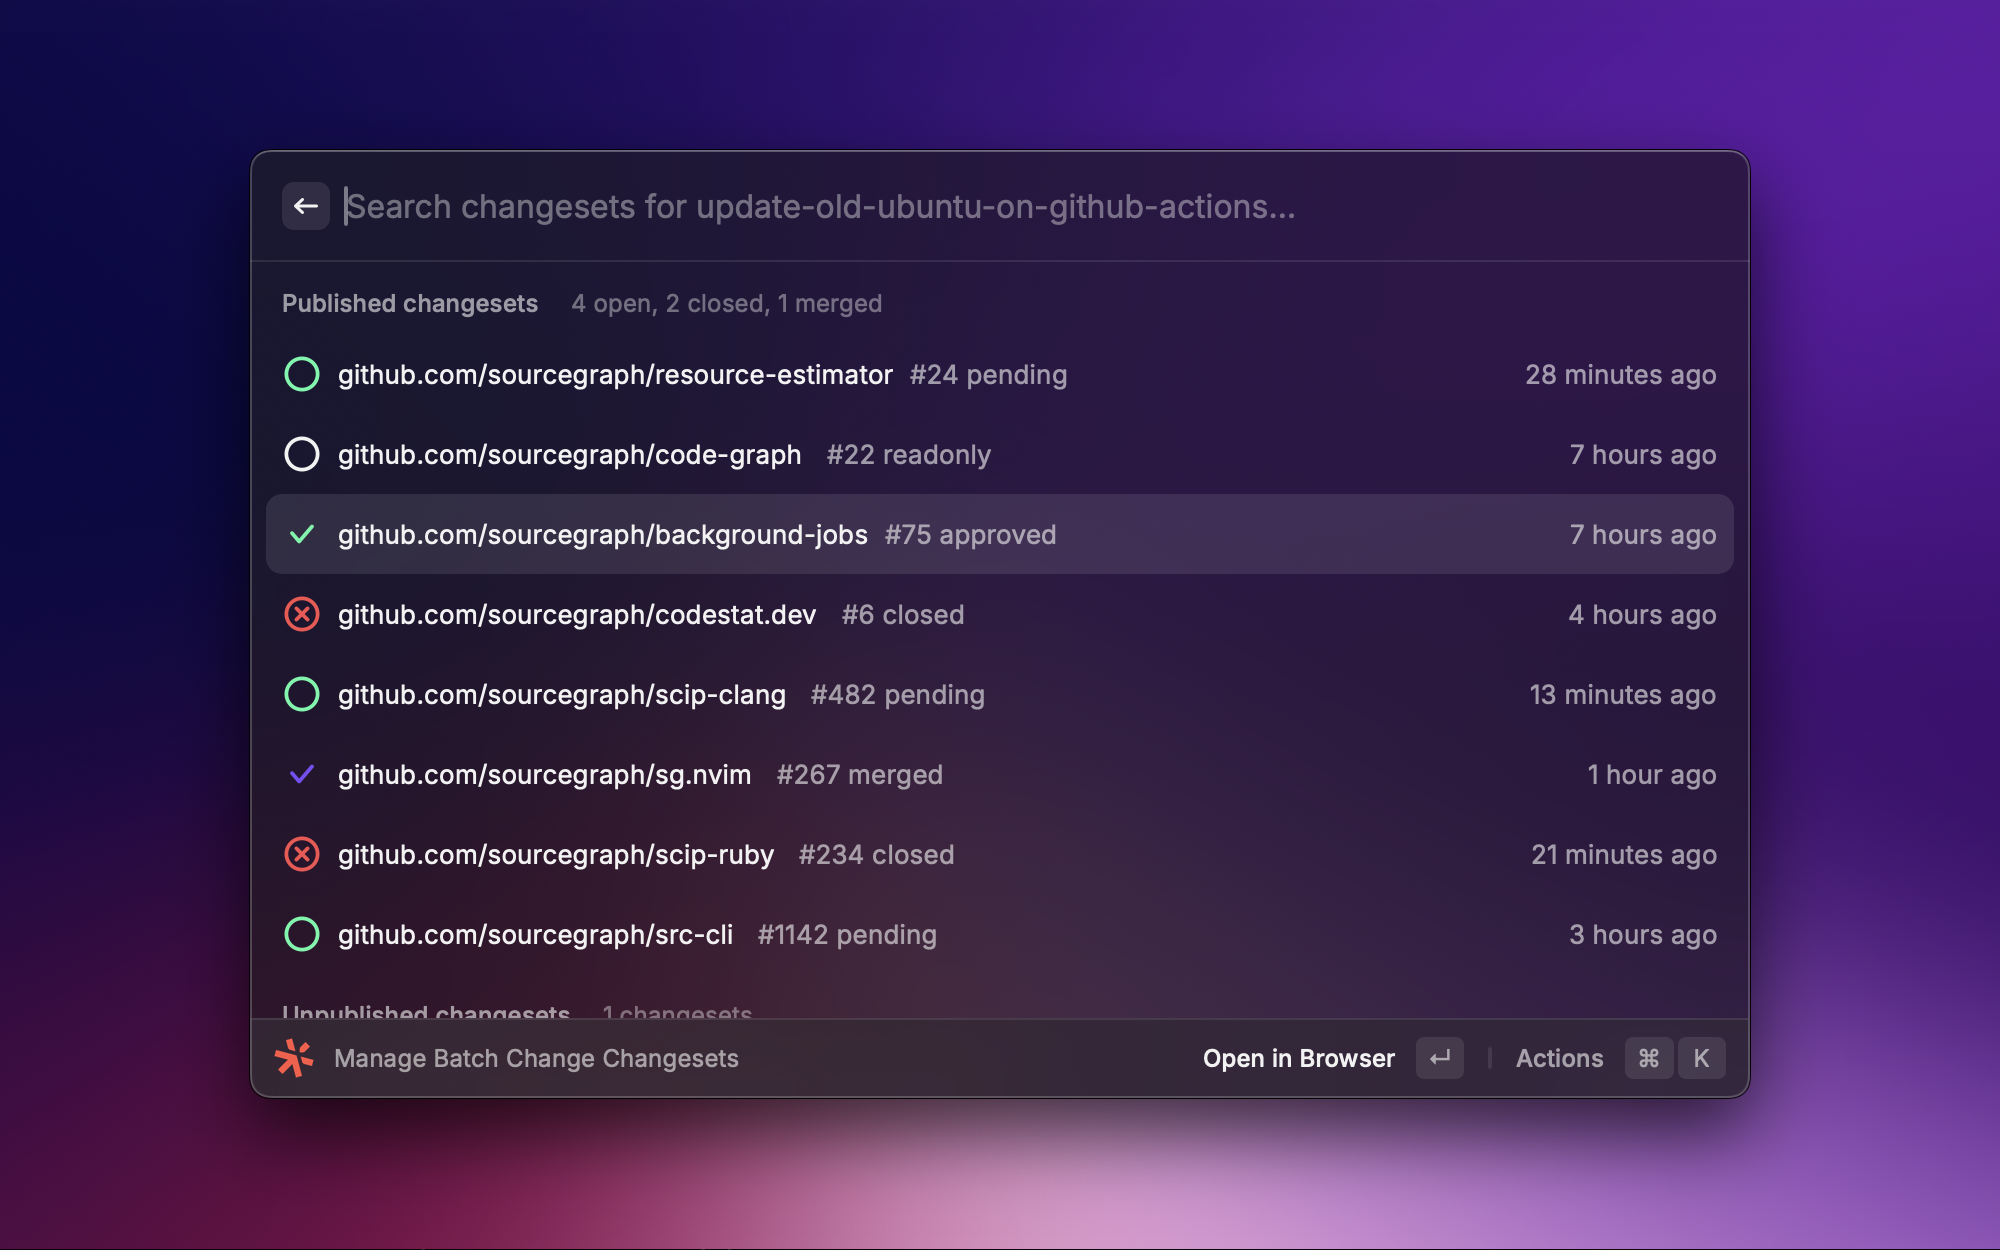 Search changesets for update-old-ubuntu-on-github-actions...
Published changesets 4 open, 2 closed, 1 merged
github.com/sourcegraph/resource-estimator #24 pending 28 minutes ago
github.com/sourcegraph/code-graph #22 readonly 7 hours ago
github.com/sourcegraph/background-jobs #75 approved 7 hours ago
github.com/sourcegraph/codestat.dev #6 closed 4 hours ago
github.com/sourcegraph/scip-clang #482 pending 13 minutes ago
github.com/sourcegraph/sg.nvim #267 merged 1 hour ago
github.com/sourcegraph/scip-ruby #234 closed 21 minutes ago
github.com/sourcegraph/src-cli #1142 pending 3 hours ago
Unpublished changesets 1 changesets
Manage Batch Change Changesets Open in Browser ↵ Actions ⌘ K